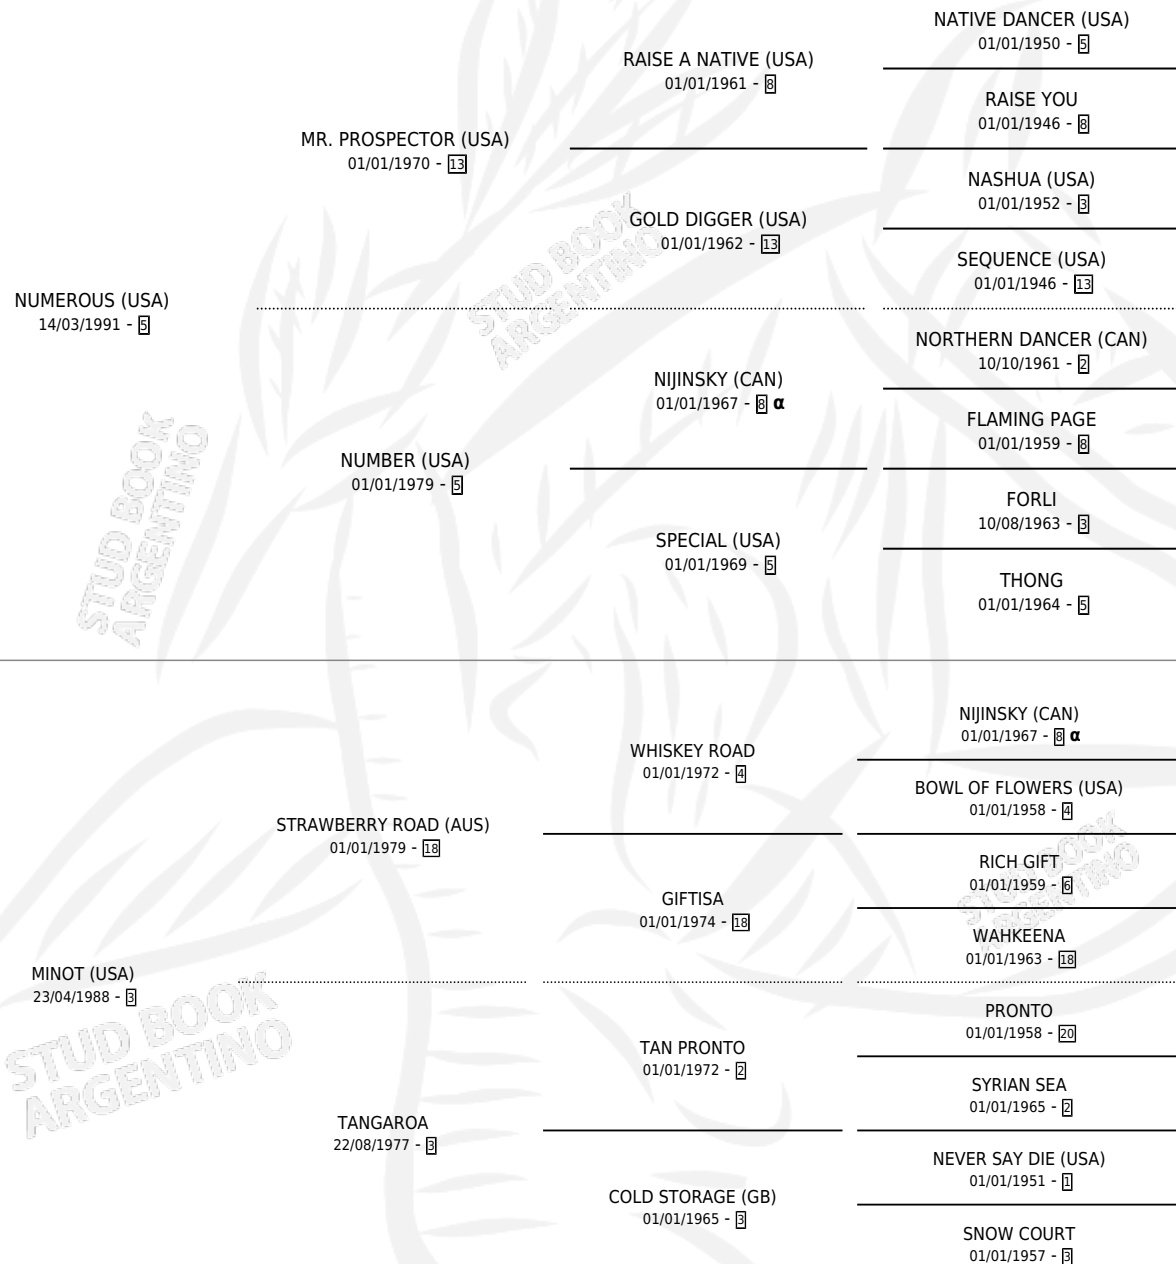 NATIVE DANCER (USA)
01/01/1950 - 5
RAISE A NATIVE (USA)
01/01/1961 - 8
RAISE YOU
01/01/1946 - 8
MR. PROSPECTOR (USA)
01/01/1970 - 13
NASHUA (USA)
01/01/1952 - 3
GOLD DIGGER (USA)
01/01/1962 - 13
SEQUENCE (USA)
01/01/1946 - 13
STUD BOOK
ARGENTINO
NUMEROUS (USA)
14/03/1991 - 5
NORTHERN DANCER (CAN)
10/10/1961 - 2
NIJINSKY (CAN)
01/01/1967 - 8 α
FLAMING PAGE
01/01/1959 - 8
NUMBER (USA)
01/01/1979 - 5
FORLI
10/08/1963 - 3
SPECIAL (USA)
01/01/1969 - 5
THONG
01/01/1964 - 5
STUD BOOK
ARGENTINO
NIJINSKY (CAN)
01/01/1967 - 8 α
WHISKEY ROAD
01/01/1972 - 4
BOWL OF FLOWERS (USA)
01/01/1958 - 4
STRAWBERRY ROAD (AUS)
01/01/1979 - 18
RICH GIFT
01/01/1959 - 6
STUD BOOK
ARGENTINO
GIFTISA
01/01/1974 - 18
WAHKEENA
01/01/1963 - 18
MINOT (USA)
23/04/1988 - 3
PRONTO
01/01/1958 - 20
STUD BOOK
ARGENTINO
TAN PRONTO
01/01/1972 - 2
SYRIAN SEA
01/01/1965 - 2
TANGAROA
22/08/1977 - 3
NEVER SAY DIE (USA)
01/01/1951 - 1
COLD STORAGE (GB)
01/01/1965 - 3
SNOW COURT
01/01/1957 - 3